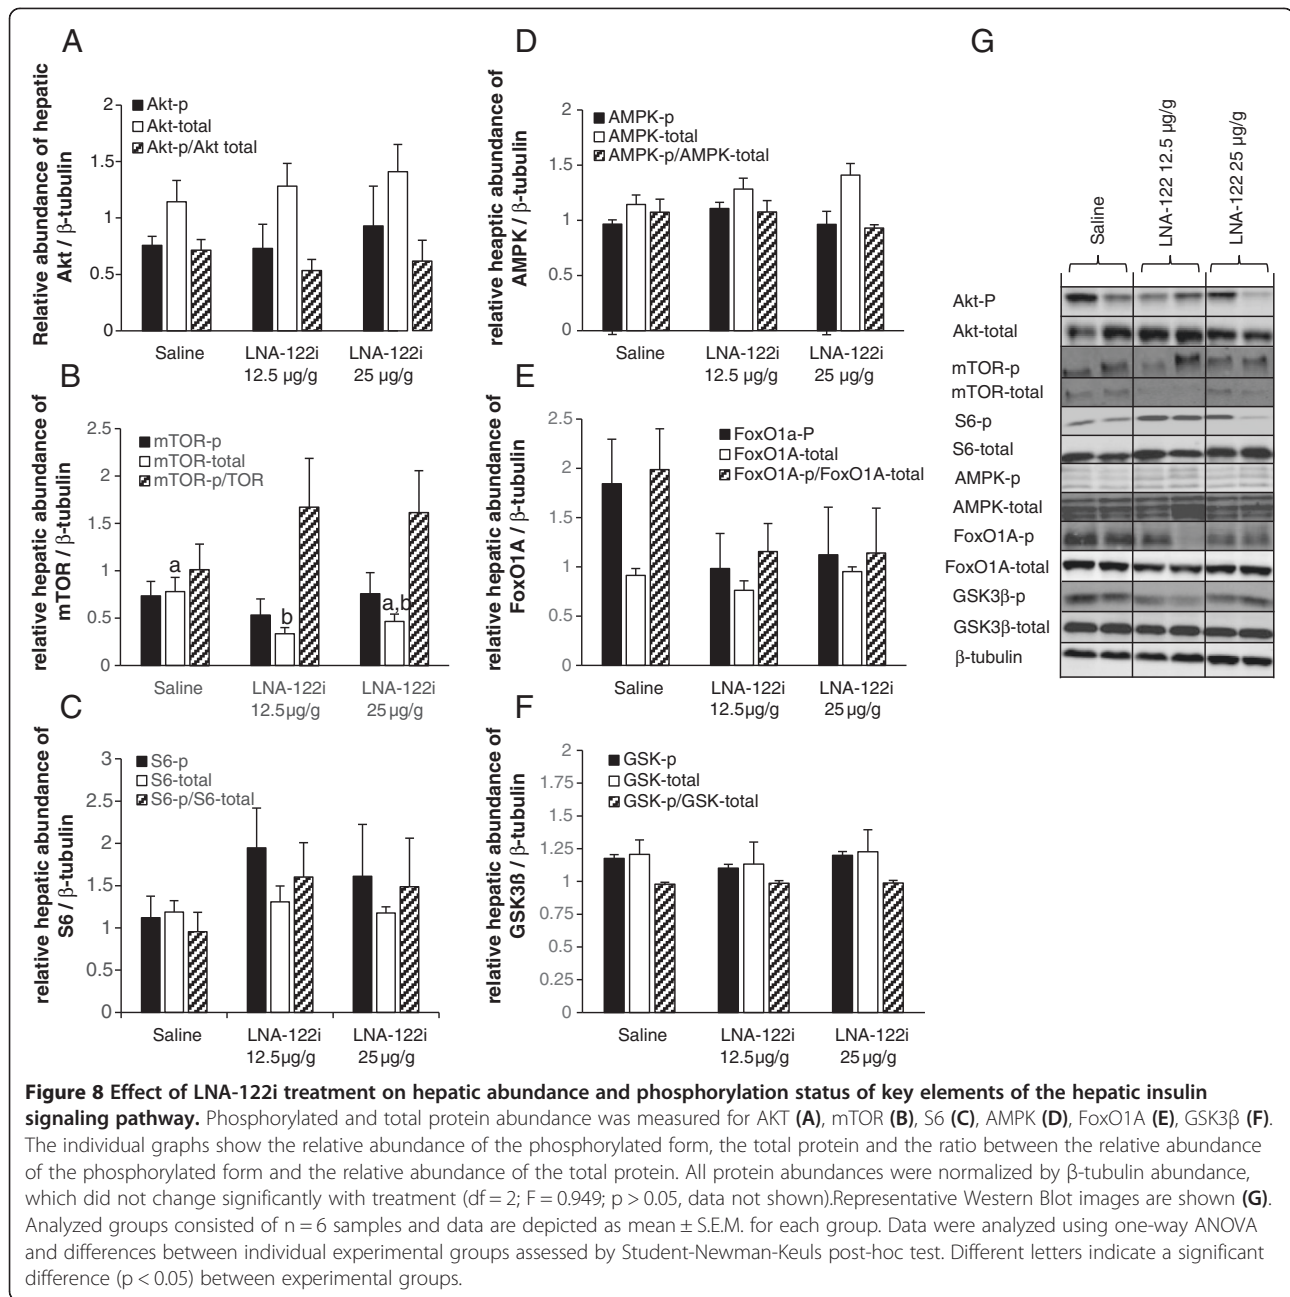 A
Relative abundance of hepatic
Akt / β-tubulin
Akt-p
Akt-total
Akt-p/Akt total
2
1.5
1
0.5
0
Saline
LNA-122i
12.5 µg/g
LNA-122i
25 µg/g
B
relative hepatic abundance of
mTOR / β-tubulin
mTOR-p
mTOR-total
mTOR-p/TOR
2.5
2
1.5
1
0.5
0
a
b
a,b
Saline
LNA-122i
12.5µg/g
LNA-122i
25µg/g
C
relative hepatic abundance of
S6 / β-tubulin
S6-p
S6-total
S6-p/S6-total
3
2.5
2
1.5
1
0.5
0
Saline
LNA-122i
12.5µg/g
LNA-122i
25µg/g
D
relative heaptic abundance of
AMPK / β-tubulin
AMPK-p
AMPK-total
AMPK-p/AMPK-total
2
1.5
1
0.5
0
Saline
LNA-122i
12.5 µg/g
LNA-122i
25 µg/g
E
relative hepatic abundance of
FoxO1A / β-tubulin
FoxO1a-P
FoxO1A-total
FoxO1A-p/FoxO1A-total
2.5
2
1.5
1
0.5
0
Saline
LNA-122i
12.5µg/g
LNA-122i
25µg/g
F
relative hepatic abundance of
GSK3ß / β-tubulin
GSK-p
GSK-total
GSK-p/GSK-total
2
1.75
1.5
1.25
1
0.75
0.5
0.25
0
Saline
LNA-122i
12.5µg/g
LNA-122i
25µg/g
G
Saline
LNA-122 12.5 µg/g
LNA-122 25 µg/g
Akt-P
Akt-total
mTOR-p
mTOR-total
S6-p
S6-total
AMPK-p
AMPK-total
FoxO1A-p
FoxO1A-total
GSK3β-p
GSK3β-total
β-tubulin
Figure 8 Effect of LNA-122i treatment on hepatic abundance and phosphorylation status of key elements of the hepatic insulin
signaling pathway. Phosphorylated and total protein abundance was measured for AKT (A), mTOR (B), S6 (C), AMPK (D), FoxO1A (E), GSK3β (F).
The individual graphs show the relative abundance of the phosphorylated form, the total protein and the ratio between the relative abundance
of the phosphorylated form and the relative abundance of the total protein. All protein abundances were normalized by β-tubulin abundance,
which did not change significantly with treatment (df = 2; F = 0.949; p > 0.05, data not shown).Representative Western Blot images are shown (G).
Analyzed groups consisted of n = 6 samples and data are depicted as mean ± S.E.M. for each group. Data were analyzed using one-way ANOVA
and differences between individual experimental groups assessed by Student-Newman-Keuls post-hoc test. Different letters indicate a significant
difference (p < 0.05) between experimental groups.